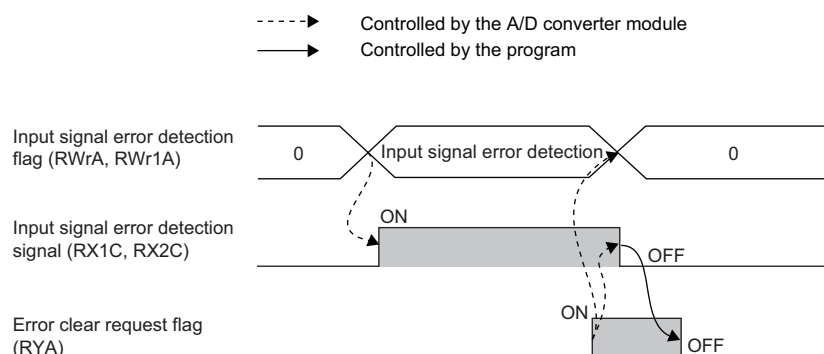 Controlled by the A/D converter module
Controlled by the program
Input signal error detection
flag (RWrA, RWr1A)
0
Input signal error detection
0
ON
Input signal error detection
signal (RX1C, RX2C)
OFF
ON
Error clear request flag
(RYA)
OFF